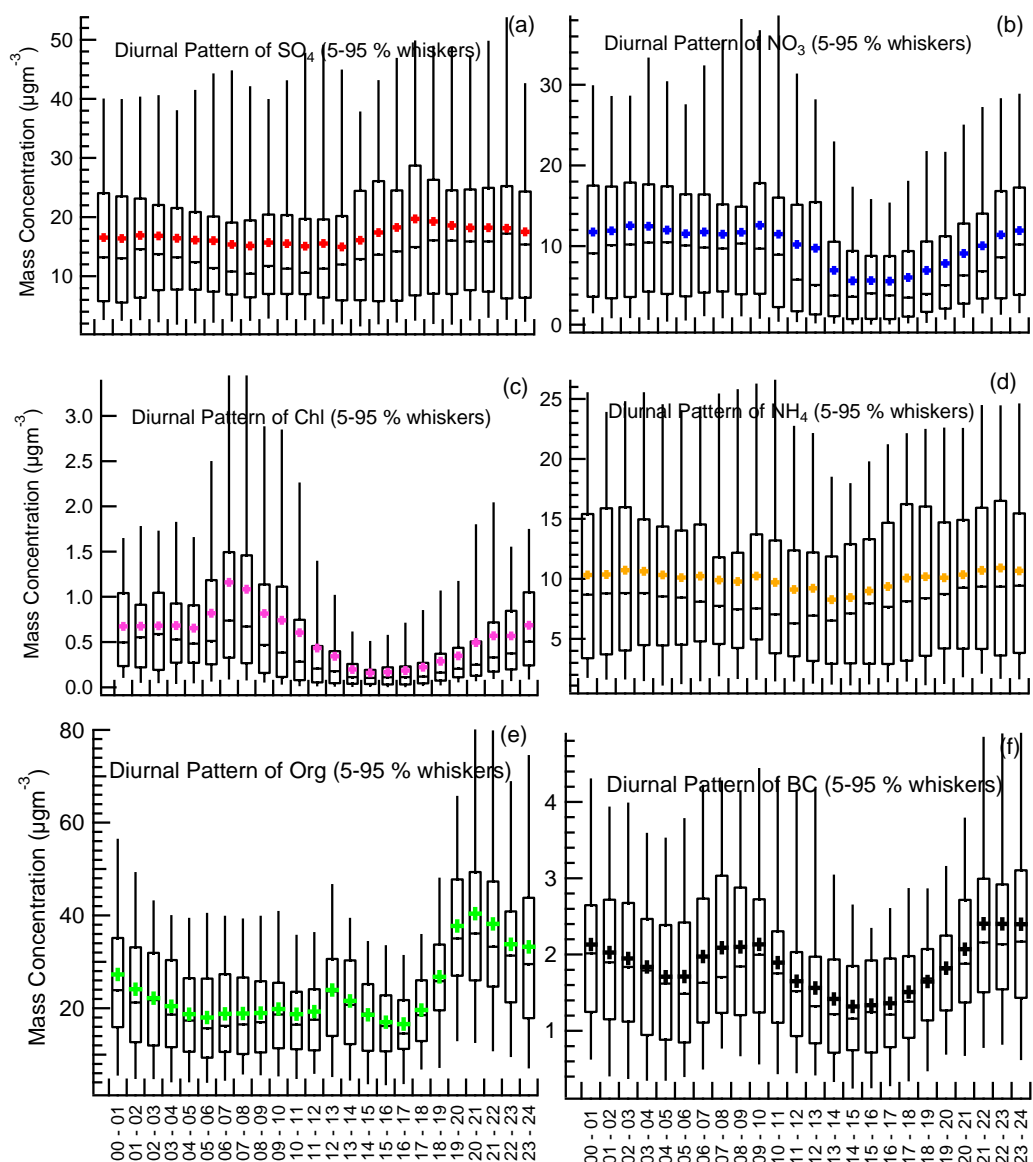 (a)
Diurnal Pattern of SO4 (5-95 % whiskers)
Mass Concentration (µgm-3)
50
40
30
20
10
(b)
Diurnal Pattern of NO3 (5-95 % whiskers)
30
20
10
0
(c)
Diurnal Pattern of Chl (5-95 % whiskers)
Mass Concentration (µgm-3)
3.0
2.5
2.0
1.5
1.0
0.5
0.0
(d)
Diurnal Pattern of NH4 (5-95 % whiskers)
25
20
15
10
5
(e)
Diurnal Pattern of Org (5-95 % whiskers)
Mass Concentration (µgm-3)
80
60
40
20
00 - 01
01 - 02
02 - 03
03 - 04
04 - 05
05 - 06
06 - 07
07 - 08
08 - 09
09 - 10
10 - 11
11 - 12
12 - 13
13 - 14
14 - 15
15 - 16
16 - 17
17 - 18
18 - 19
19 - 20
20 - 21
21 - 22
22 - 23
23 - 24
(f)
Diurnal Pattern of BC (5-95 % whiskers)
4
3
2
1
00 - 01
01 - 02
02 - 03
03 - 04
04 - 05
05 - 06
06 - 07
07 - 08
08 - 09
09 - 10
10 - 11
11 - 12
12 - 13
13 - 14
14 - 15
15 - 16
16 - 17
17 - 18
18 - 19
19 - 20
20 - 21
21 - 22
22 - 23
23 - 24